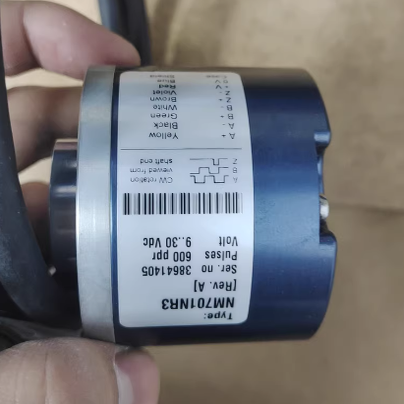 Type:
NM701NR3
[Rev. A]
Ser. no 38641405
Pulses 600 ppr
Volt 9..30 Vdc
A CW rotation
B viewed from
Z shaft end
A + Yellow
A - Black
B + Green
B - White
Z + Brown
Z - Violet
+ V Red
0 V Blue